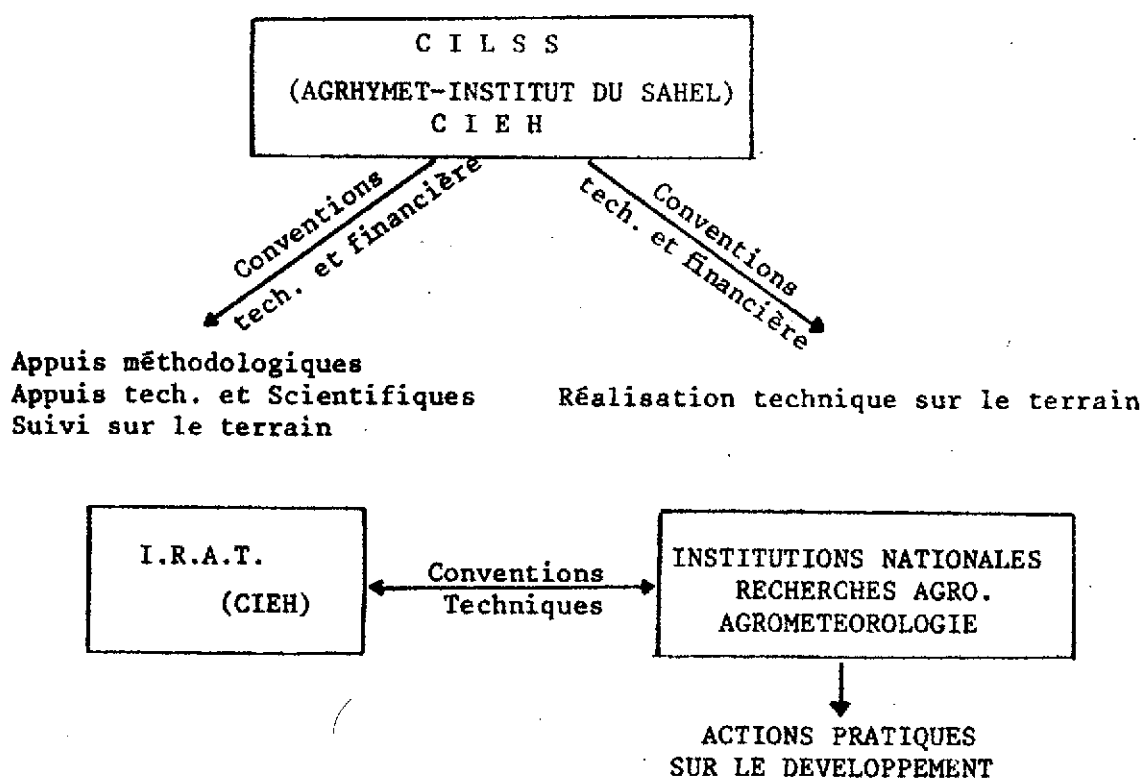 C I L S S
(AGRHYMET-INSTITUT DU SAHEL)
C I E H
Conventions
tech. et financière
Conventions
tech. et financière
Appuis méthodologiques
Appuis tech. et Scientifiques
Suivi sur le terrain
Réalisation technique sur le terrain
I.R.A.T.
(CIEH)
Conventions
Techniques
INSTITUTIONS NATIONALES
RECHERCHES AGRO.
AGROMETEOROLOGIE
ACTIONS PRATIQUES
SUR LE DEVELOPPEMENT